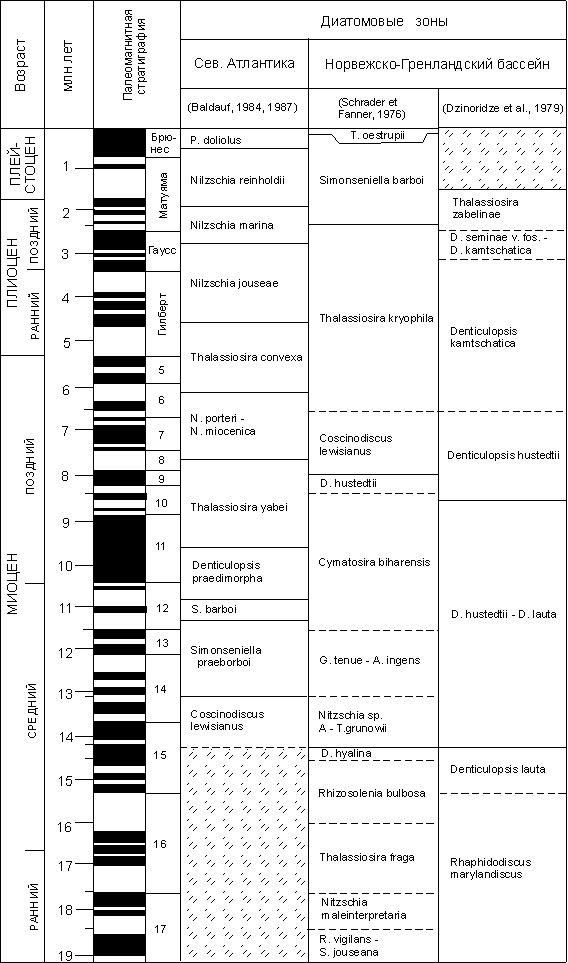 Возраст
млн.лет
Палеомагнитная
стратиграфия
Диатомовые зоны
Сев. Атлантика
Норвежско-Гренландский бассейн
(Baldauf, 1984, 1987)
(Schrader et
Fanner, 1976)
(Dzinoridze et al., 1979)
ПЛЕЙ-
СТОЦЕН
ПЛИОЦЕН
ПОЗДНИЙ
РАННИЙ
МИОЦЕН
ПОЗДНИЙ
СРЕДНИЙ
РАННИЙ
1
2
3
4
5
6
7
8
9
10
11
12
13
14
15
16
17
18
19
Брю-
нес
Матуяма
Гаусс
Гилберт
5
6
7
8
9
10
11
12
13
14
15
16
17
P. doliolus
Nilzschia reinholdii
Nilzschia marina
Nilzschia jouseae
Thalassiosira convexa
N. porteri -
N. miocenica
Thalassiosira yabei
Denticulopsis
praedimorpha
S. barboi
Simonseniella
praeborboi
Coscinodiscus
lewisianus
T. oestrupii
Simonseniella barboi
Thalassiosira kryophila
Coscinodiscus
lewisianus
D. hustedtii
Cymatosira biharensis
G. tenue - A. ingens
Nitzschia sp.
A - T.grunowii
D. hyalina
Rhizosolenia bulbosa
Thalassiosira fraga
Nitzschia
maleinterpretaria
R. vigilans -
S. jouseana
Thalassiosira
zabelinae
D. seminae v. fos. -
D. kamtschatica
Denticulopsis
kamtschatica
Denticulopsis hustedtii
D. hustedtii - D. lauta
Denticulopsis lauta
Rhaphidodiscus
marylandiscus